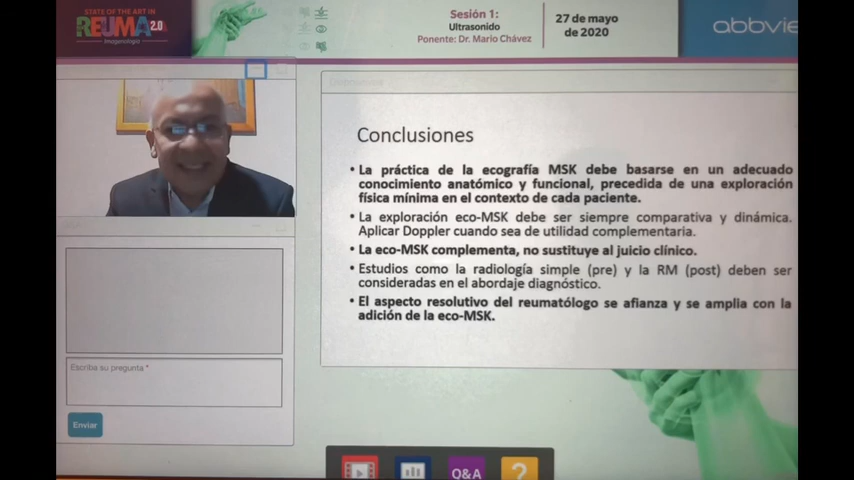 STATE OF THE ART IN
REUMA 2.0
Imagenología
Sesión 1:
Ultrasonido
Ponente: Dr. Mario Chávez
27 de mayo
de 2020
abbvie
Conclusiones
• La práctica de la ecografía MSK debe basarse en un adecuado
conocimiento anatómico y funcional, precedida de una exploración
física mínima en el contexto de cada paciente.
• La exploración eco-MSK debe ser siempre comparativa y dinámica.
Aplicar Doppler cuando sea de utilidad complementaria.
• La eco-MSK complementa, no sustituye al juicio clínico.
• Estudios como la radiología simple (pre) y la RM (post) deben ser
consideradas en el abordaje diagnóstico.
• El aspecto resolutivo del reumatólogo se afianza y se amplia con la
adición de la eco-MSK.
Escriba su pregunta *
Enviar
Q&A
?